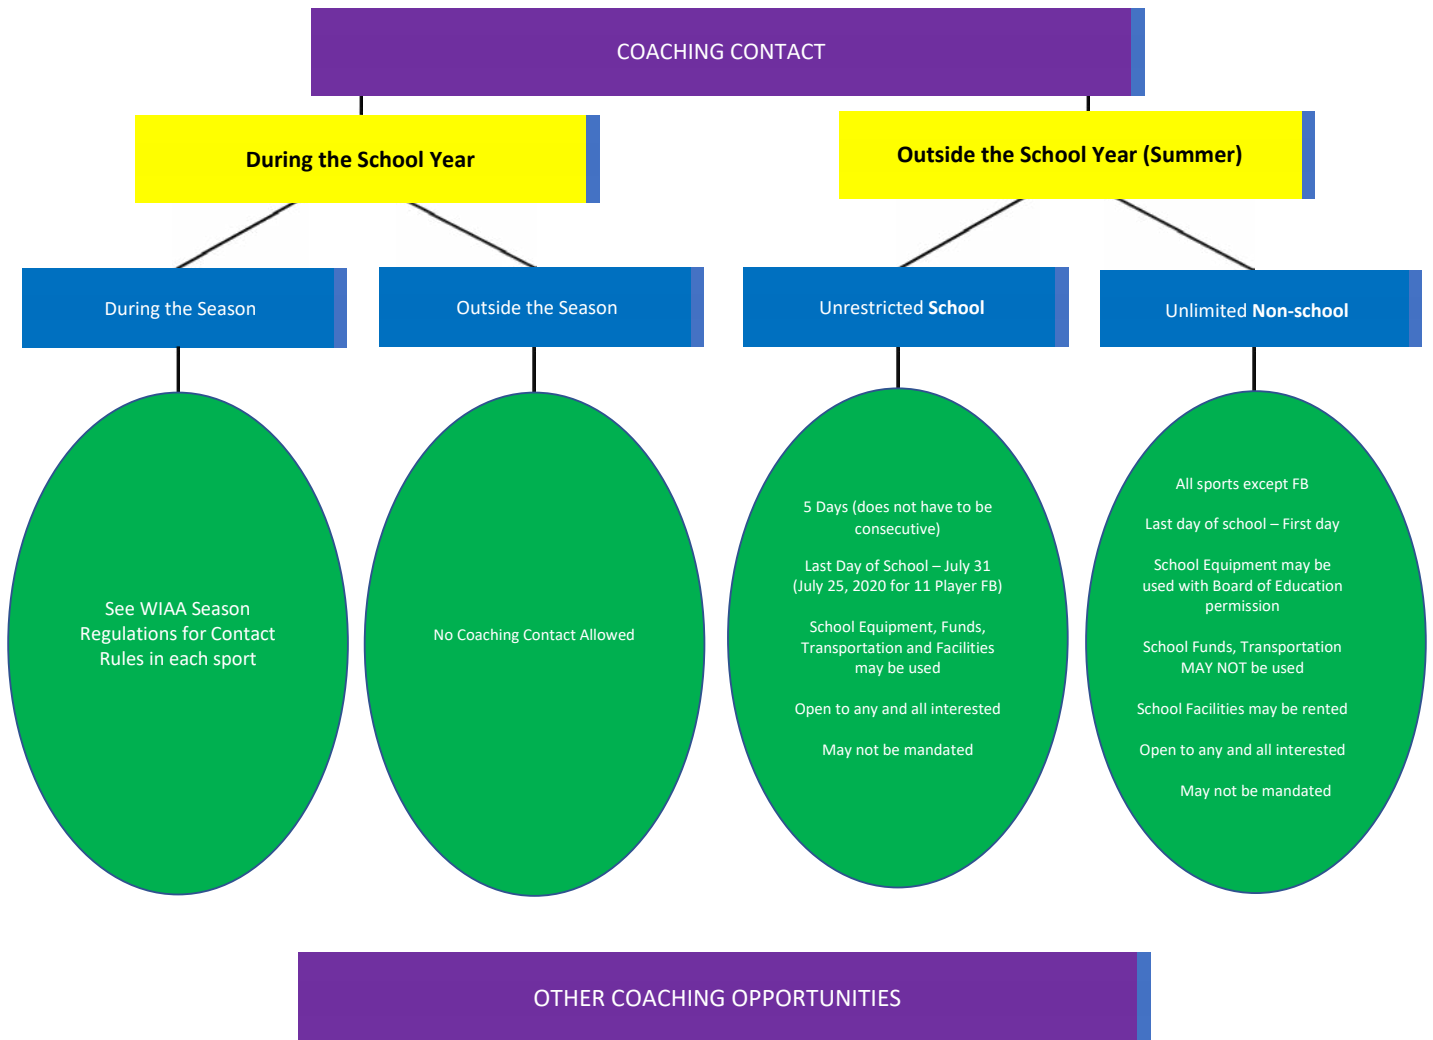 COACHING CONTACT
During the School Year
Outside the School Year (Summer)
During the Season
Outside the Season
Unrestricted School
Unlimited Non-school
See WIAA Season
Regulations for Contact
Rules in each sport
No Coaching Contact Allowed
5 Days (does not have to be
consecutive)
Last Day of School – July 31
(July 25, 2020 for 11 Player FB)
School Equipment, Funds,
Transportation and Facilities
may be used
Open to any and all interested
May not be mandated
All sports except FB
Last day of school – First day
School Equipment may be
used with Board of Education
permission
School Funds, Transportation
MAY NOT be used
School Facilities may be rented
Open to any and all interested
May not be mandated
OTHER COACHING OPPORTUNITIES